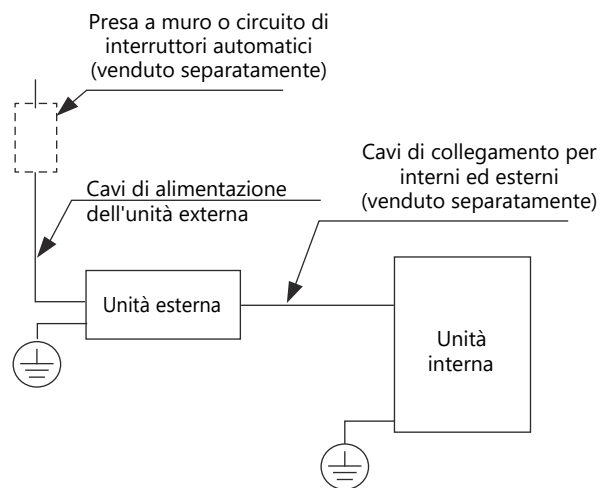 Presa a muro o circuito di
interruttori automatici
(venduto separatamente)
Cavi di alimentazione
dell'unità externa
Cavi di collegamento per
interni ed esterni
(venduto separatamente)
Unità esterna
Unità
interna